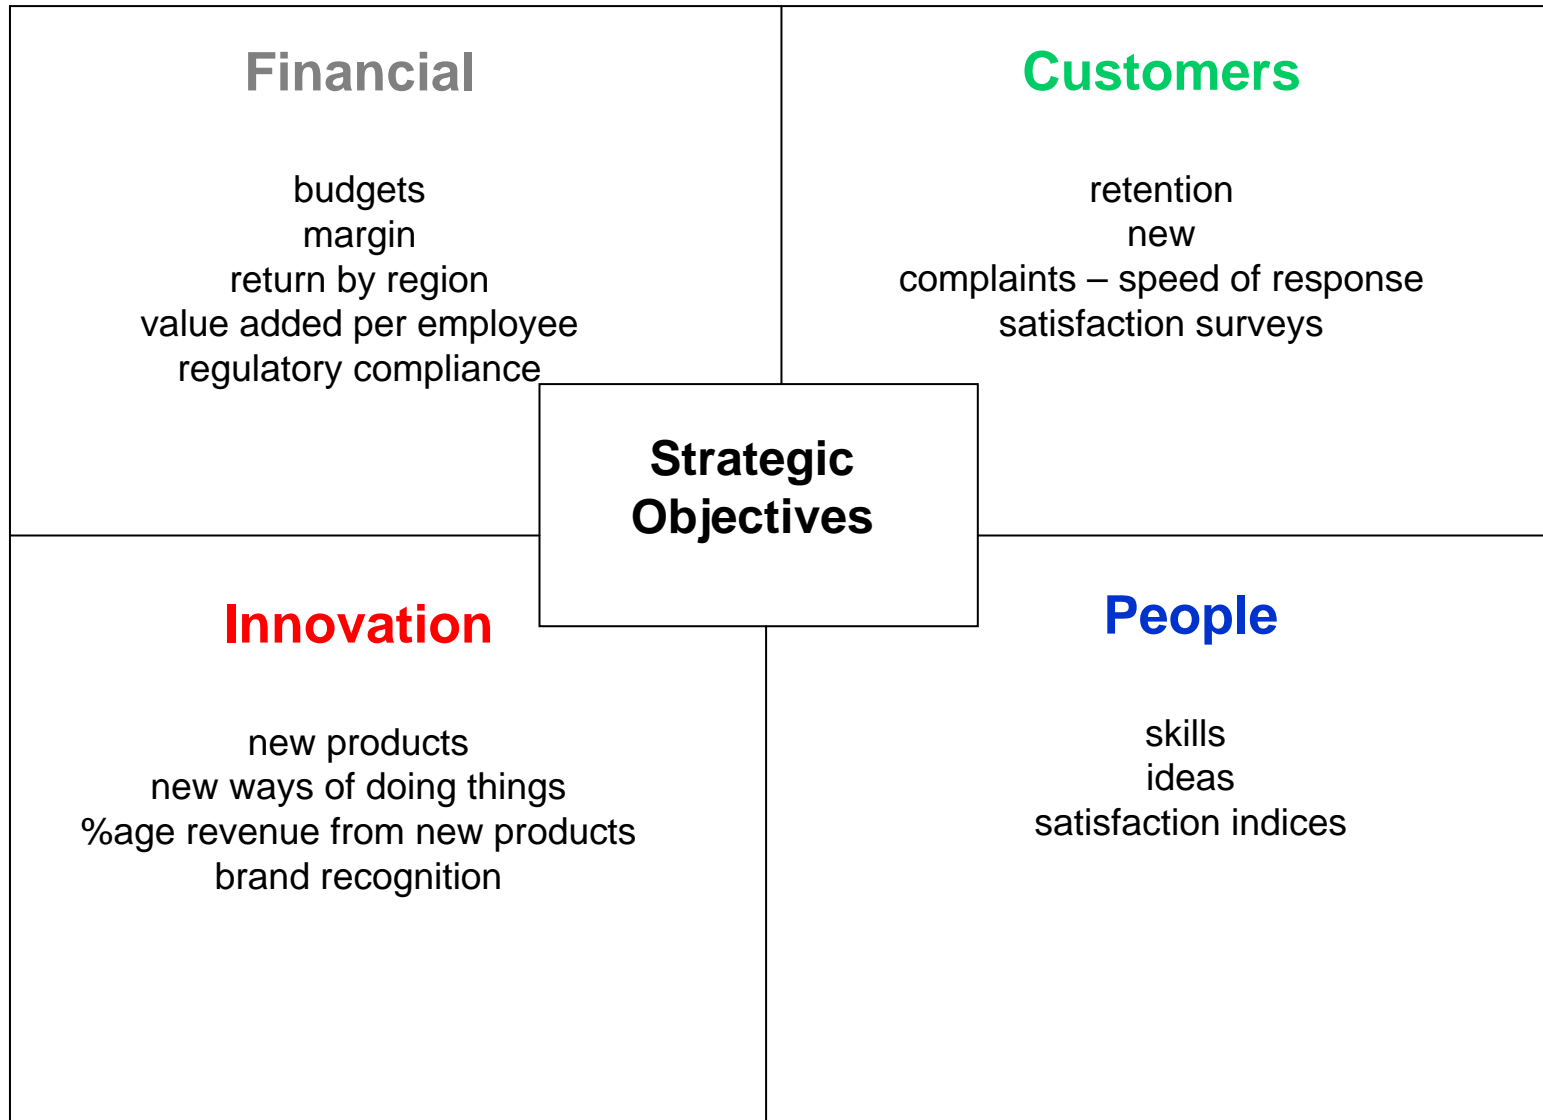 Financial
budgets
margin
return by region
value added per employee
regulatory compliance
Customers
retention
new
complaints – speed of response
satisfaction surveys
Strategic
Objectives
Innovation
new products
new ways of doing things
%age revenue from new products
brand recognition
People
skills
ideas
satisfaction indices